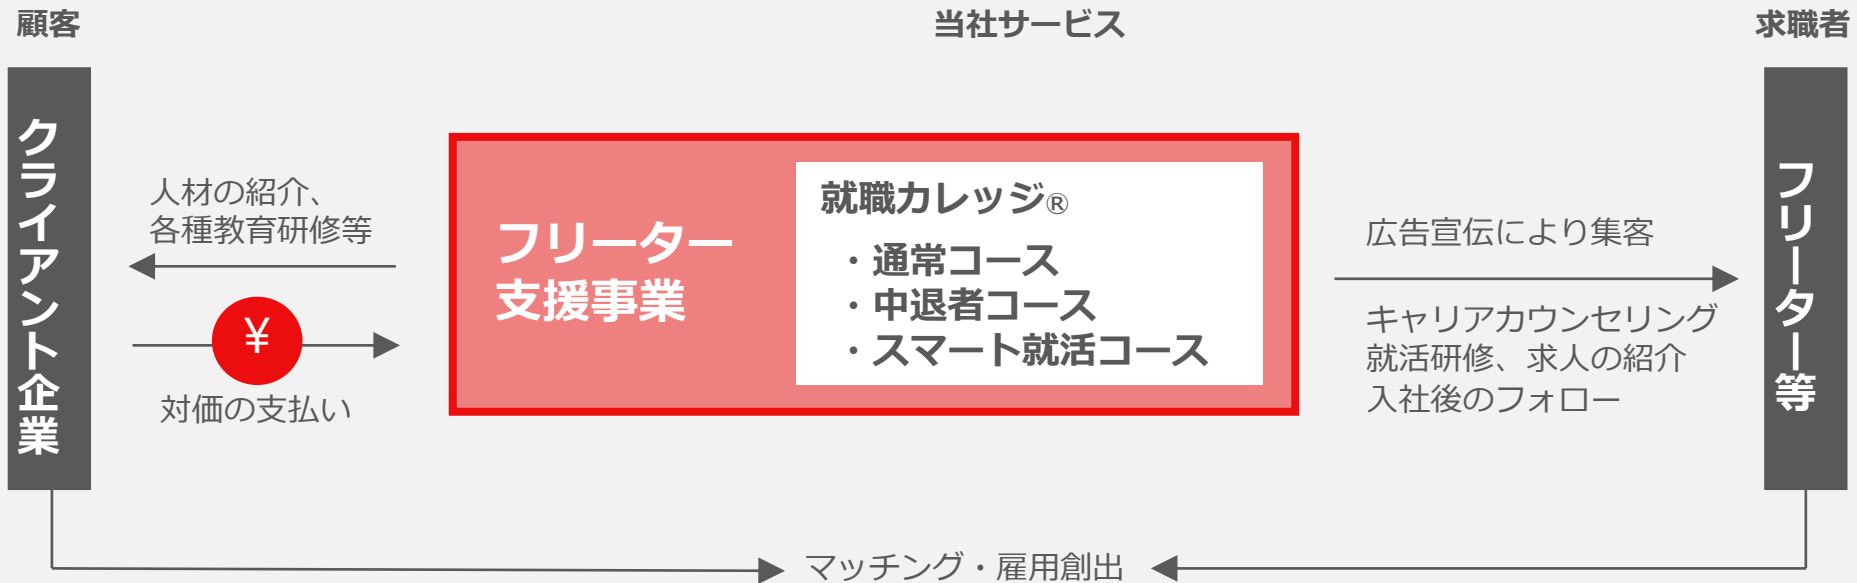 顧客
当社サービス
求職者
クライアント企業
人材の紹介、
各種教育研修等
¥
対価の支払い
フリーター
支援事業
就職カレッジ®
・通常コース
・中退者コース
・スマート就活コース
広告宣伝により集客
キャリアカウンセリング
就活研修、求人の紹介
入社後のフォロー
フリーター等
マッチング・雇用創出